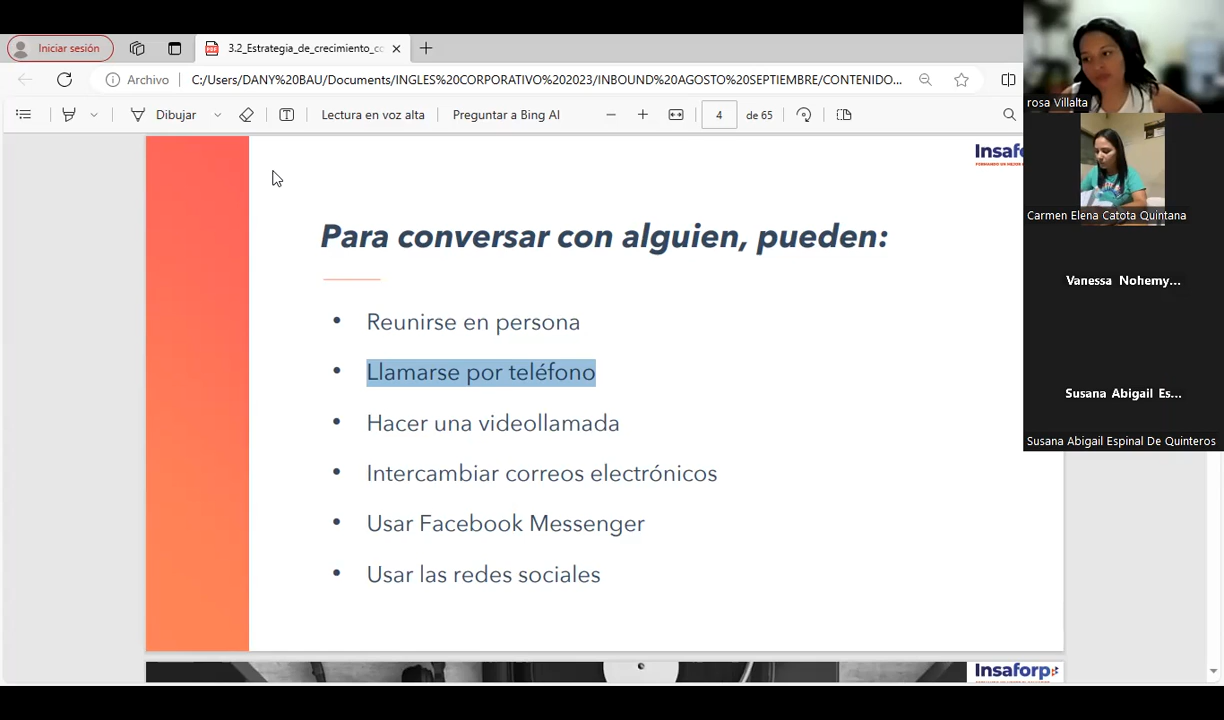 Iniciar sesión
3.2_Estrategia_de_crecimiento_cc
Archivo
C:/Users/DANY%20BAU/Documents/INGLES%20CORPORATIVO%202023/INBOUND%20AGOSTO%20SEPTIEMBRE/CONTENIDO...
Dibujar
Lectura en voz alta
Preguntar a Bing AI
4
de 65
Insaforp
Para conversar con alguien, pueden:
• Reunirse en persona
• Llamarse por teléfono
• Hacer una videollamada
• Intercambiar correos electrónicos
• Usar Facebook Messenger
• Usar las redes sociales
Insaforp
rosa Villalta
Carmen Elena Catota Quintana
Vanessa Nohemy...
Susana Abigail Es...
Susana Abigail Espinal De Quinteros